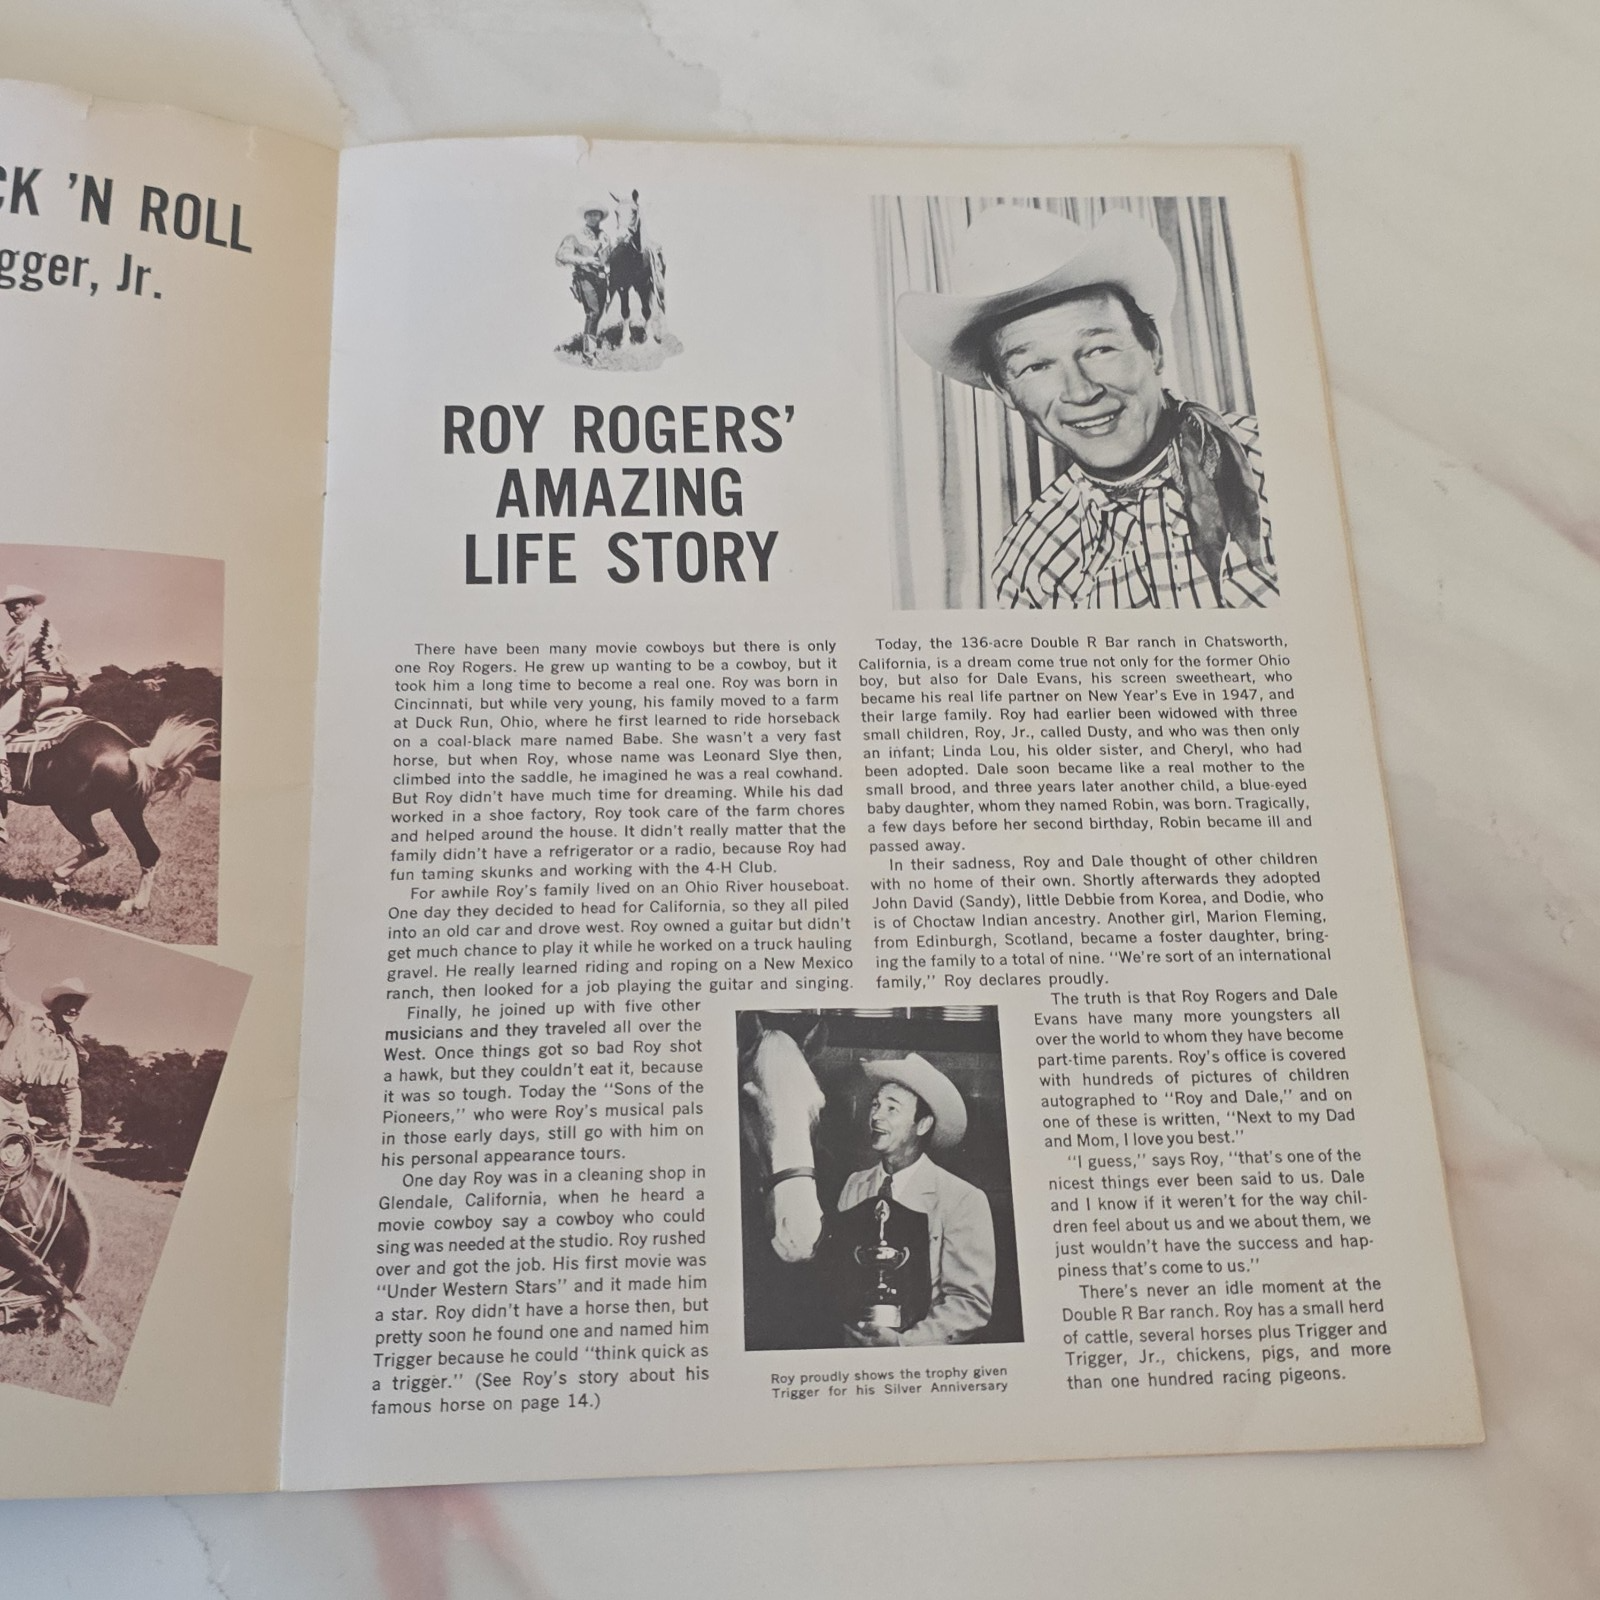 CK 'N ROLL
gger, Jr.
ROY ROGERS'
AMAZING
LIFE STORY
There have been many movie cowboys but there is only
one Roy Rogers. He grew up wanting to be a cowboy, but it
took him a long time to become a real one. Roy was born in
Cincinnati, but while very young, his family moved to a farm
at Duck Run, Ohio, where he first learned to ride horseback
on a coal-black mare named Babe. She wasn't a very fast
horse, but when Roy, whose name was Leonard Slye then,
climbed into the saddle, he imagined he was a real cowhand.
But Roy didn't have much time for dreaming. While his dad
worked in a shoe factory, Roy took care of the farm chores
and helped around the house. It didn't really matter that the
family didn't have a refrigerator or a radio, because Roy had
fun taming skunks and working with the 4-H Club.
For awhile Roy's family lived on an Ohio River houseboat.
One day they decided to head for California, so they all piled
into an old car and drove west. Roy owned a guitar but didn't
get much chance to play it while he worked on a truck hauling
gravel. He really learned riding and roping on a New Mexico
ranch, then looked for a job playing the guitar and singing.
Finally, he joined up with five other
musicians and they traveled all over the
West. Once things got so bad Roy shot
a hawk, but they couldn't eat it, because
it was so tough. Today the "Sons of the
Pioneers," who were Roy's musical pals
in those early days, still go with him on
his personal appearance tours.
One day Roy was in a cleaning shop in
Glendale, California, when he heard a
movie cowboy say a cowboy who could
sing was needed at the studio. Roy rushed
over and got the job. His first movie was
"Under Western Stars" and it made him
a star. Roy didn't have a horse then, but
pretty soon he found one and named him
Trigger because he could "think quick as
a trigger." (See Roy's story about his
famous horse on page 14.)
Today, the 136-acre Double R Bar ranch in Chatsworth,
California, is a dream come true not only for the former Ohio
boy, but also for Dale Evans, his screen sweetheart, who
became his real life partner on New Year's Eve in 1947, and
their large family. Roy had earlier been widowed with three
small children, Roy, Jr., called Dusty, and who was then only
an infant; Linda Lou, his older sister, and Cheryl, who had
been adopted. Dale soon became like a real mother to the
small brood, and three years later another child, a blue-eyed
baby daughter, whom they named Robin, was born. Tragically,
a few days before her second birthday, Robin became ill and
passed away.
In their sadness, Roy and Dale thought of other children
with no home of their own. Shortly afterwards they adopted
John David (Sandy), little Debbie from Korea, and Dodie, who
is of Choctaw Indian ancestry. Another girl, Marion Fleming,
from Edinburgh, Scotland, became a foster daughter, bring-
ing the family to a total of nine. "We're sort of an international
family," Roy declares proudly.
The truth is that Roy Rogers and Dale
Evans have many more youngsters all
over the world to whom they have become
part-time parents. Roy's office is covered
with hundreds of pictures of children
autographed to "Roy and Dale," and on
one of these is written, "Next to my Dad
and Mom, I love you best."
"I guess," says Roy, "that's one of the
nicest things ever been said to us. Dale
and I know if it weren't for the way chil-
dren feel about us and we about them, we
just wouldn't have the success and hap-
piness that's come to us."
There's never an idle moment at the
Double R Bar ranch. Roy has a small herd
of cattle, several horses plus Trigger and
Trigger, Jr., chickens, pigs, and more
than one hundred racing pigeons.
Roy proudly shows the trophy given
Trigger for his Silver Anniversary